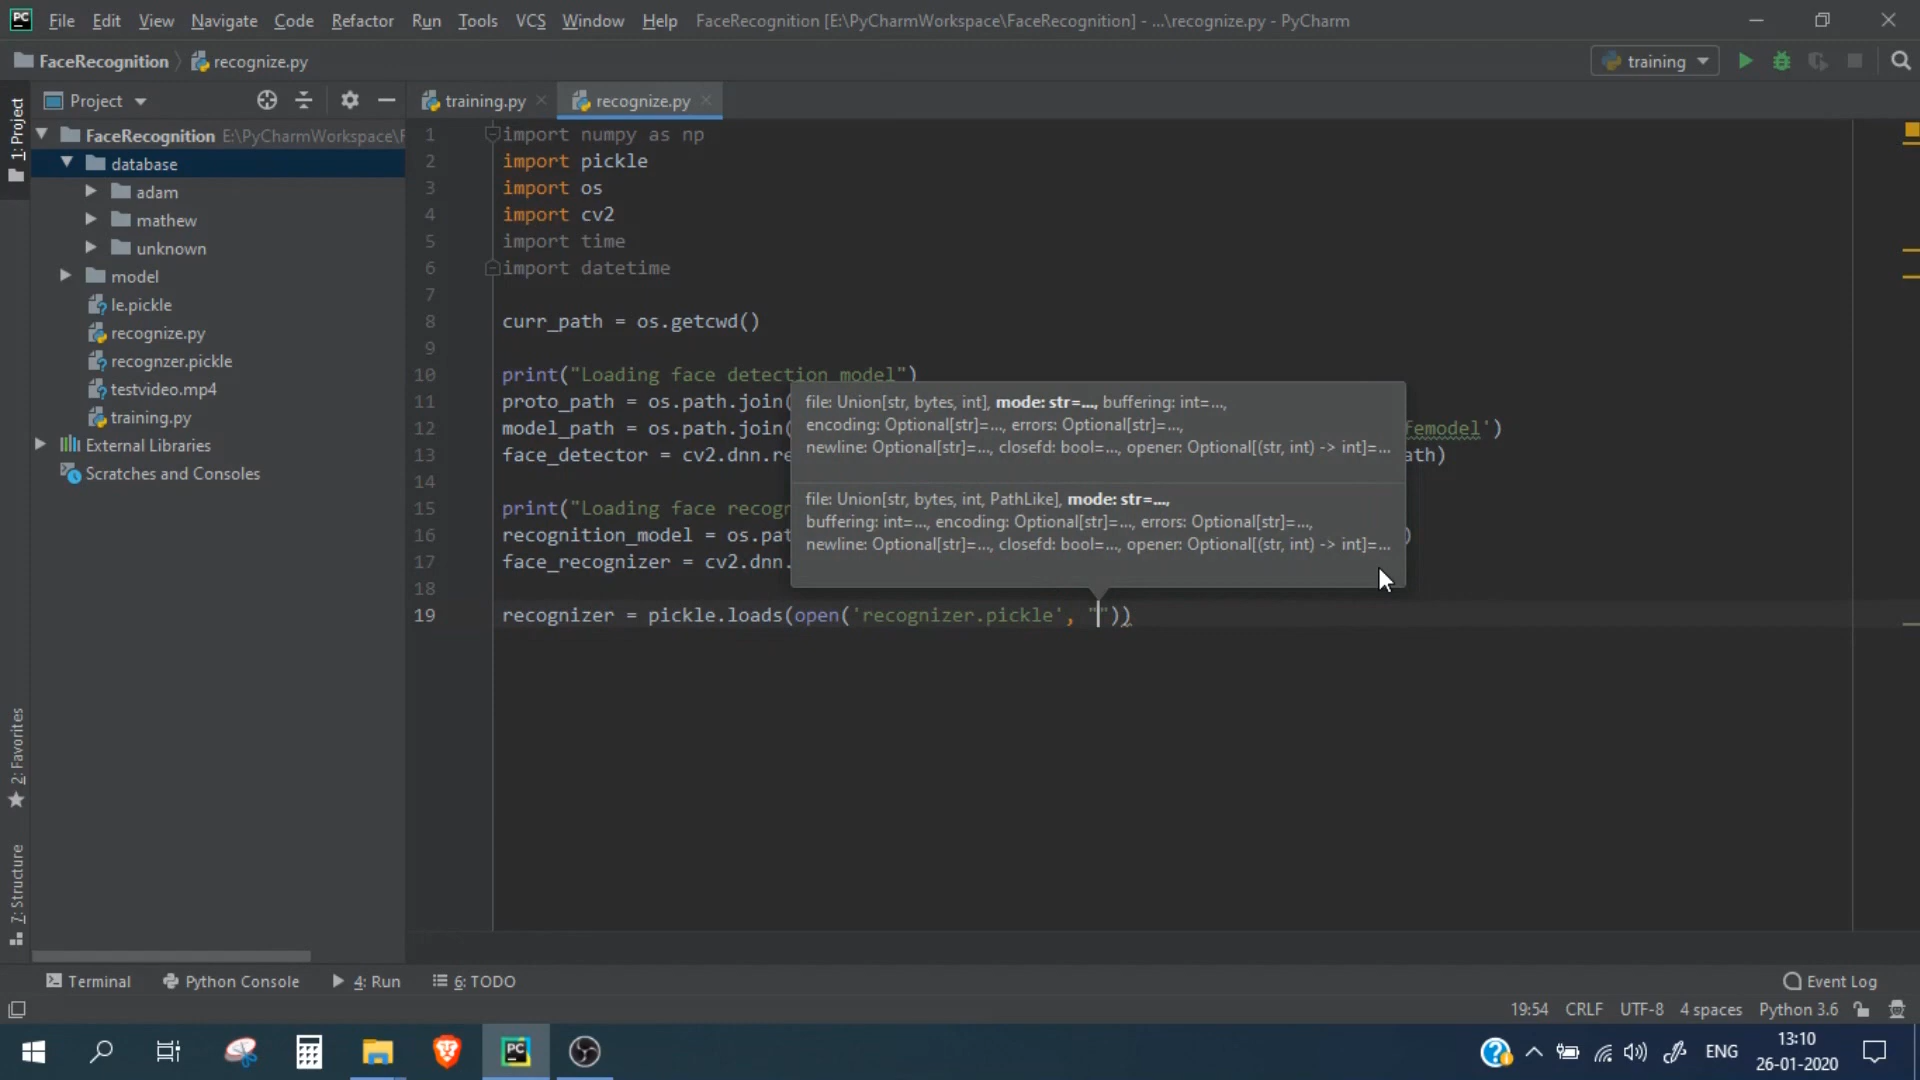 PC File Edit View Navigate Code Refactor Run Tools VCS Window Help FaceRecognition [E:\PyCharmWorkspace\FaceRecognition] - ...\recognize.py - PyCharm
FaceRecognition recognize.py training
Project training.py recognize.py
1: Project
FaceRecognition E:\PyCharmWorkspace\F
database
adam
mathew
unknown
model
le.pickle
recognize.py
recognzer.pickle
testvideo.mp4
training.py
External Libraries
Scratches and Consoles
1 import numpy as np
2 import pickle
3 import os
4 import cv2
5 import time
6 import datetime
7
8 curr_path = os.getcwd()
9
10 print("Loading face detection model")
11 proto_path = os.path.join(
12 model_path = os.path.join( femodel')
13 face_detector = cv2.dnn.re ath)
14
15 print("Loading face recogn
16 recognition_model = os.pat )
17 face_recognizer = cv2.dnn.
18
19 recognizer = pickle.loads(open('recognizer.pickle', ""))
file: Union[str, bytes, int], mode: str=..., buffering: int=...,
encoding: Optional[str]=..., errors: Optional[str]=...,
newline: Optional[str]=..., closefd: bool=..., opener: Optional[(str, int) -> int]=...
file: Union[str, bytes, int, PathLike], mode: str=...,
buffering: int=..., encoding: Optional[str]=..., errors: Optional[str]=...,
newline: Optional[str]=..., closefd: bool=..., opener: Optional[(str, int) -> int]=...
2: Favorites
7: Structure
Terminal Python Console 4: Run 6: TODO Event Log
19:54 CRLF UTF-8 4 spaces Python 3.6
PC ENG 13:10
26-01-2020